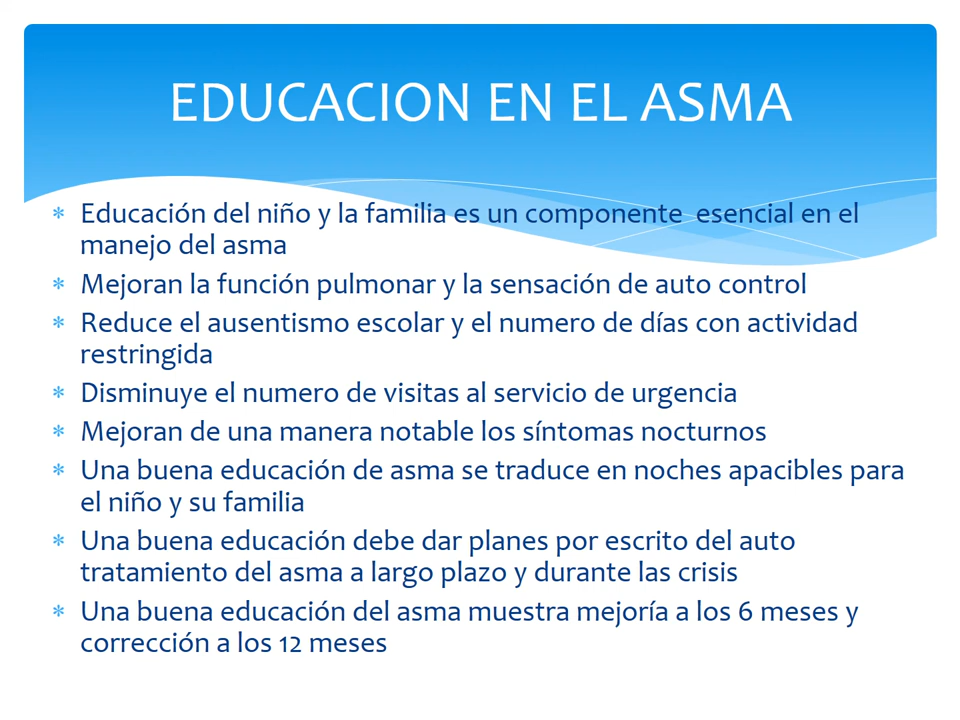 EDUCACION EN EL ASMA
* Educación del niño y la familia es un componente  esencial en el
manejo del asma
* Mejoran la función pulmonar y la sensación de auto control
* Reduce el ausentismo escolar y el numero de días con actividad
restringida
* Disminuye el numero de visitas al servicio de urgencia
* Mejoran de una manera notable los síntomas nocturnos
* Una buena educación de asma se traduce en noches apacibles para
el niño y su familia
* Una buena educación debe dar planes por escrito del auto
tratamiento del asma a largo plazo y durante las crisis
* Una buena educación del asma muestra mejoría a los 6 meses y
corrección a los 12 meses